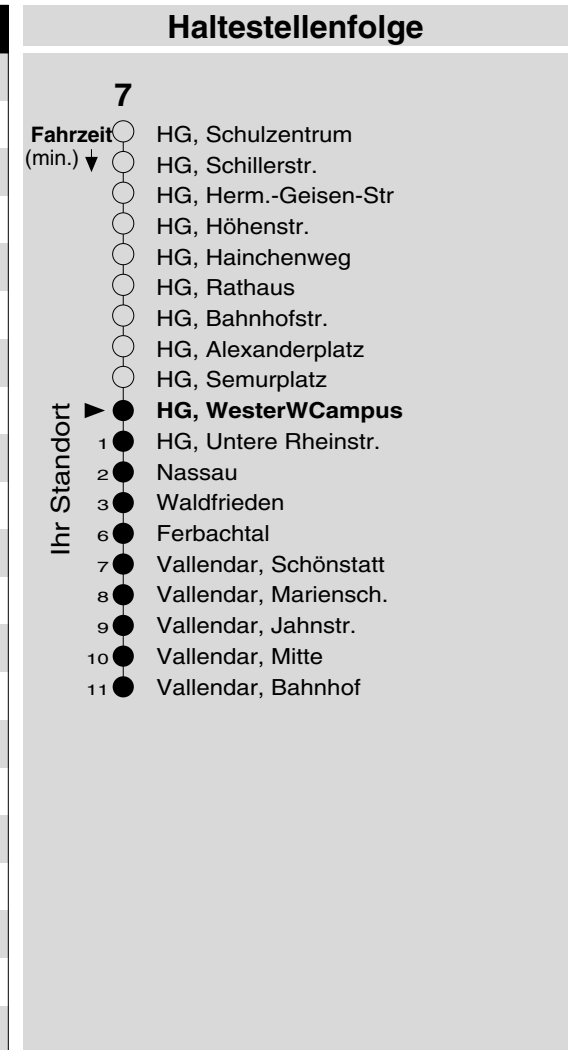 Haltestellenfolge
7
Fahrzeit
(min.)
HG, Schulzentrum
HG, Schillerstr.
HG, Herm.-Geisen-Str
HG, Höhenstr.
HG, Hainchenweg
HG, Rathaus
HG, Bahnhofstr.
HG, Alexanderplatz
HG, Semurplatz
Ihr Standort
HG, WesterWCampus
1 HG, Untere Rheinstr.
2 Nassau
3 Waldfrieden
6 Ferbachtal
7 Vallendar, Schönstatt
8 Vallendar, Mariensch.
9 Vallendar, Jahnstr.
10 Vallendar, Mitte
11 Vallendar, Bahnhof